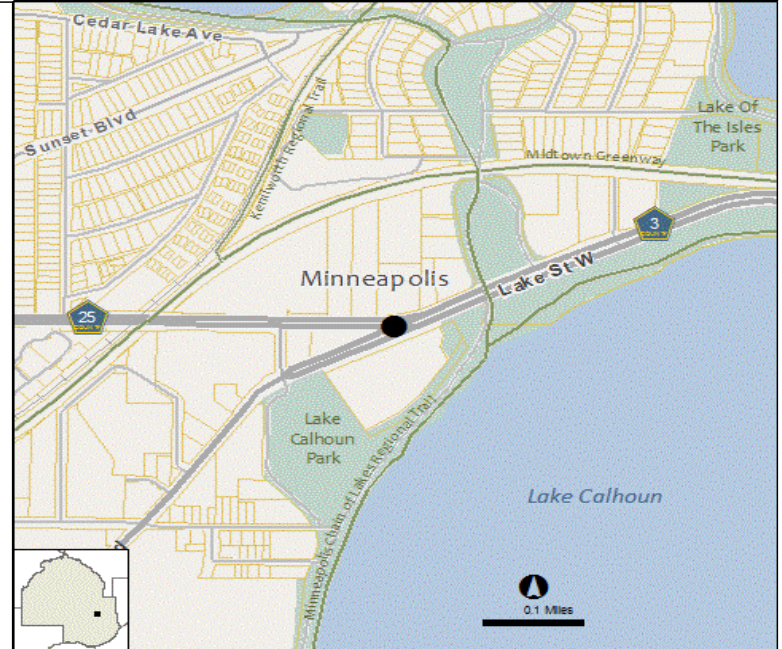 Cedar Lake Ave
Sunset Blvd
Kenilworth Regional Trail
Lake Of
The Isles
Park
Midtown Greenway
3
Minneapolis
Lake St W
25
Lake
Calhoun
Park
Minneapolis Chain of Lakes Regional Trail
Lake Calhoun
0.1 Miles